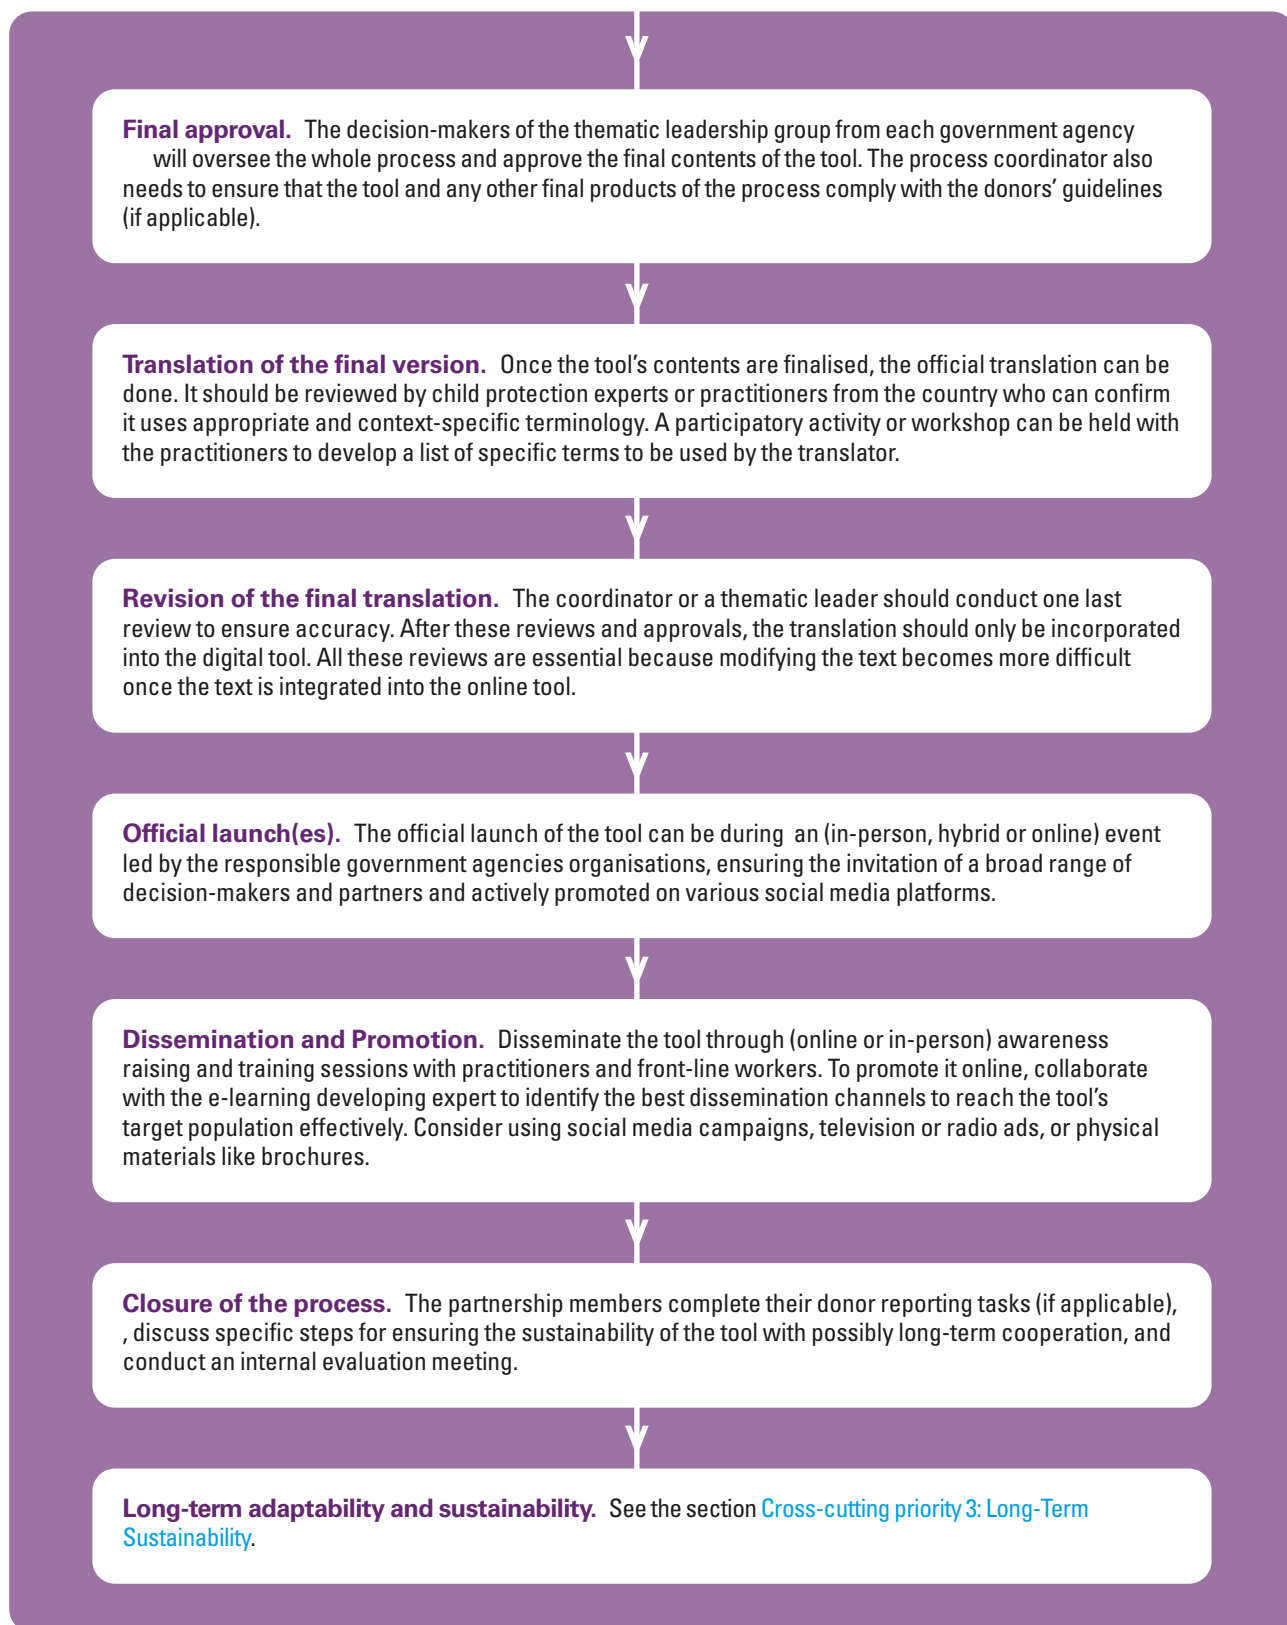 Final approval. The decision-makers of the thematic leadership group from each government agency
will oversee the whole process and approve the final contents of the tool. The process coordinator also
needs to ensure that the tool and any other final products of the process comply with the donors’ guidelines
(if applicable).
Translation of the final version. Once the tool’s contents are finalised, the official translation can be
done. It should be reviewed by child protection experts or practitioners from the country who can confirm
it uses appropriate and context-specific terminology. A participatory activity or workshop can be held with
the practitioners to develop a list of specific terms to be used by the translator.
Revision of the final translation. The coordinator or a thematic leader should conduct one last
review to ensure accuracy. After these reviews and approvals, the translation should only be incorporated
into the digital tool. All these reviews are essential because modifying the text becomes more difficult
once the text is integrated into the online tool.
Official launch(es). The official launch of the tool can be during an (in-person, hybrid or online) event
led by the responsible government agencies organisations, ensuring the invitation of a broad range of
decision-makers and partners and actively promoted on various social media platforms.
Dissemination and Promotion. Disseminate the tool through (online or in-person) awareness
raising and training sessions with practitioners and front-line workers. To promote it online, collaborate
with the e-learning developing expert to identify the best dissemination channels to reach the tool’s
target population effectively. Consider using social media campaigns, television or radio ads, or physical
materials like brochures.
Closure of the process. The partnership members complete their donor reporting tasks (if applicable),
, discuss specific steps for ensuring the sustainability of the tool with possibly long-term cooperation, and
conduct an internal evaluation meeting.
Long-term adaptability and sustainability. See the section Cross-cutting priority 3: Long-Term
Sustainability.